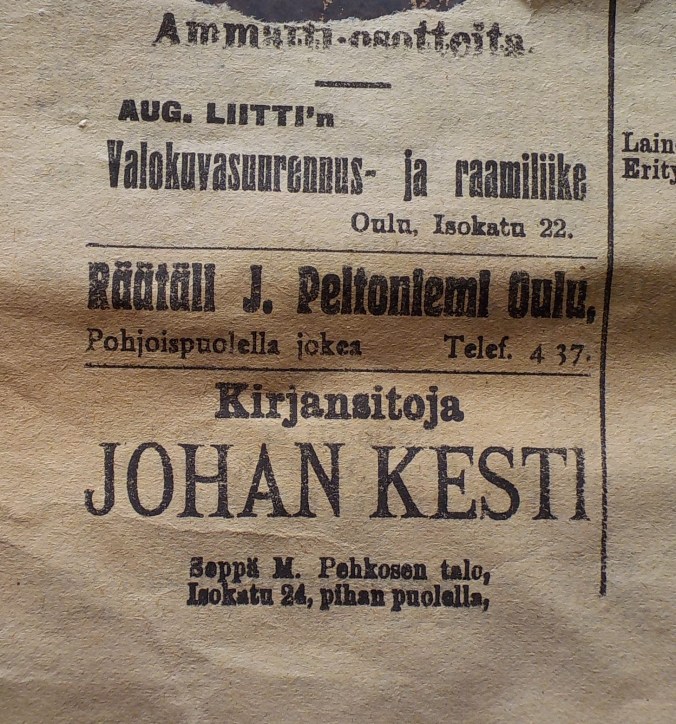 Ammatti-osotteita.
AUG. LIITTI'n
Valokuvasuurennus- ja raamiliike
Oulu, Isokatu 22.
Räätäli J. Peltoniemi Oulu,
Pohjoispuolella jokea Telef. 4 37.
Kirjansitoja
JOHAN KESTI
Seppä M. Pehkosen talo,
Isokatu 24, pihan puolella,